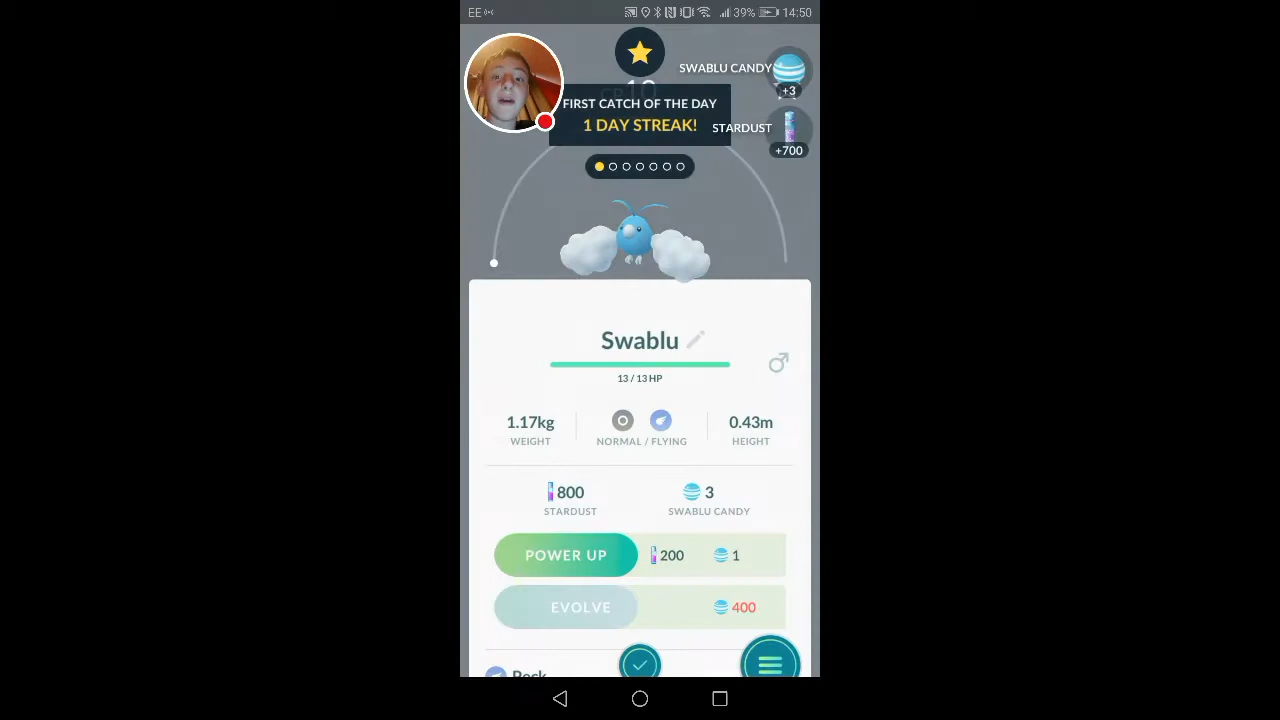 EE
39%
14:50
SWABLU CANDY
+3
CP10
FIRST CATCH OF THE DAY
1 DAY STREAK!
STARDUST
+700
Swablu
13 / 13 HP
1.17kg
WEIGHT
NORMAL / FLYING
0.43m
HEIGHT
800
STARDUST
3
SWABLU CANDY
POWER UP
200
1
EVOLVE
400
Peck